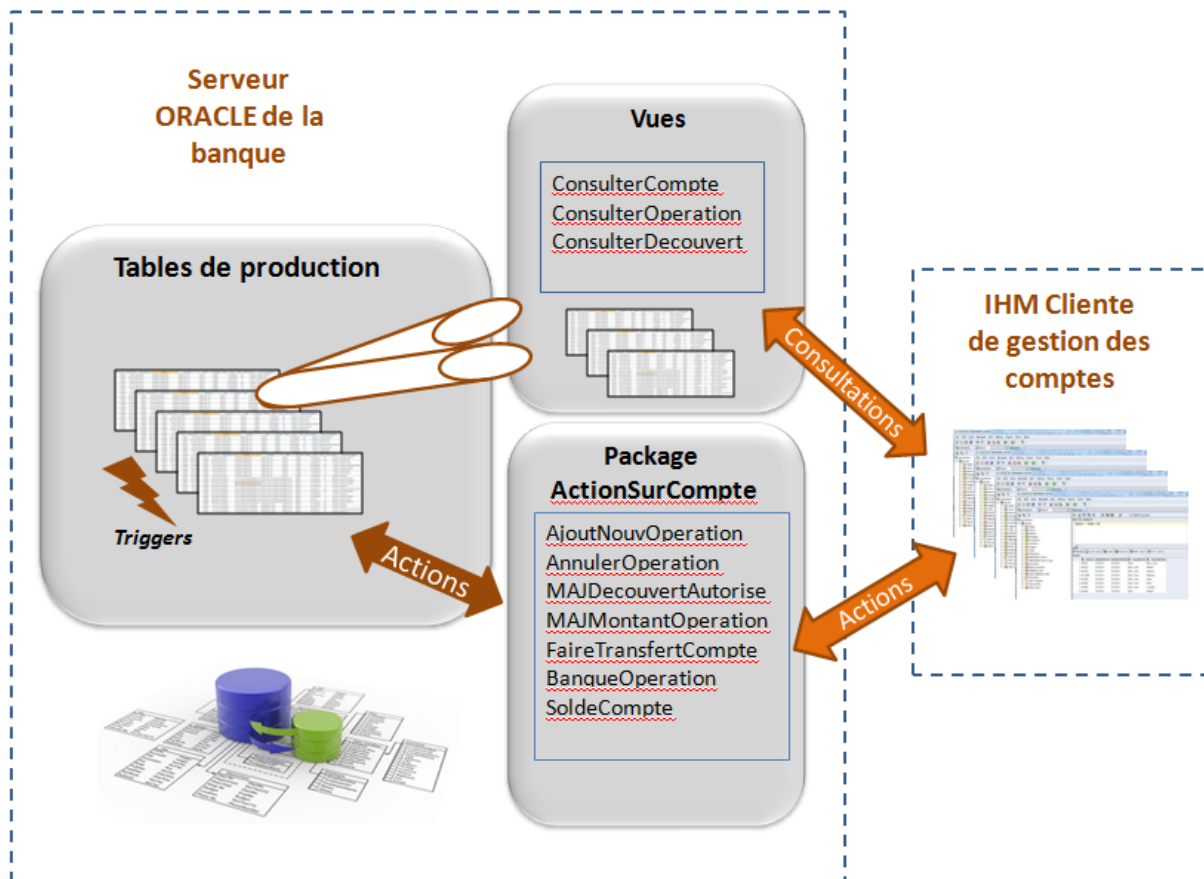 Serveur
ORACLE de la
banque
Tables de production
Triggers
Vues
ConsulterCompte
ConsulterOperation
ConsulterDecouvert
Package
ActionSurCompte
AjoutNouvOperation
AnnulerOperation
MAJDecouvertAutorise
MAJMontantOperation
FaireTransfertCompte
BanqueOperation
SoldeCompte
Actions
Consultations
Actions
IHM Cliente
de gestion des
comptes